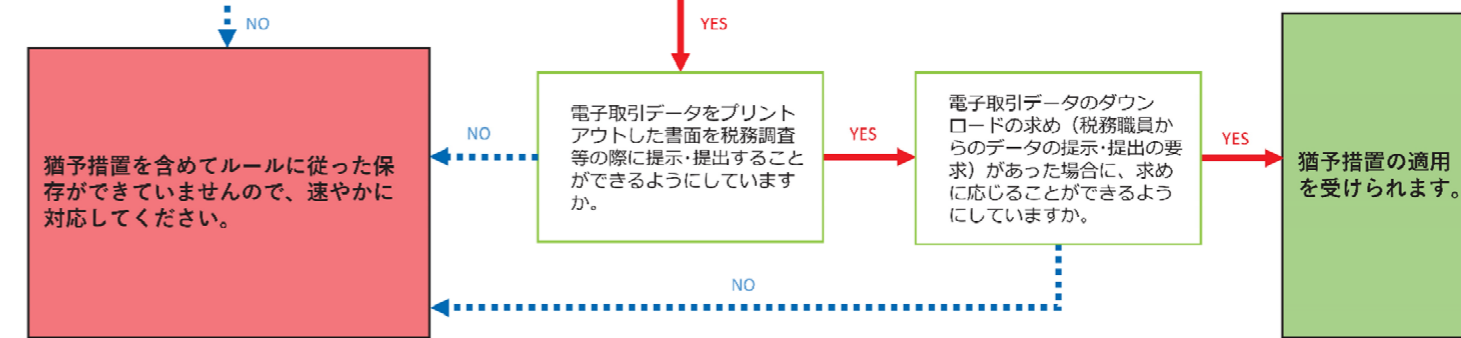 NO
YES
猶予措置を含めてルールに従った保
存ができていませんので、速やかに
対応してください。
NO
電子取引データをプリント
アウトした書面を税務調査
等の際に提示･提出すること
ができるようにしています
か。
YES
電子取引データのダウン
ロードの求め（税務職員か
らのデータの提示･提出の要
求）があった場合に、求め
に応じることができるよう
にしていますか。
YES
猶予措置の適用
を受けられます。
NO